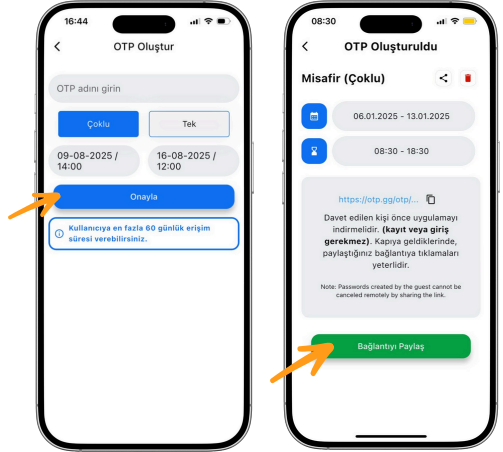 16:44
OTP Oluştur
OTP adını girin
Çoklu
Tek
09-08-2025 /
14:00
16-08-2025 /
12:00
Onayla
Kullanıcıya en fazla 60 günlük erişim
süresi verebilirsiniz.
08:30
OTP Oluşturuldu
Misafir (Çoklu)
06.01.2025 - 13.01.2025
08:30 - 18:30
https://otp.gg/otp/...
Davet edilen kişi önce uygulamayı
indirmelidir. (kayıt veya giriş
gerekmez). Kapıya geldiklerinde,
paylaştığınız bağlantıya tıklamaları
yeterlidir.
Note: Passwords created by the guest cannot be
canceled remotely by sharing the link.
Bağlantıyı Paylaş